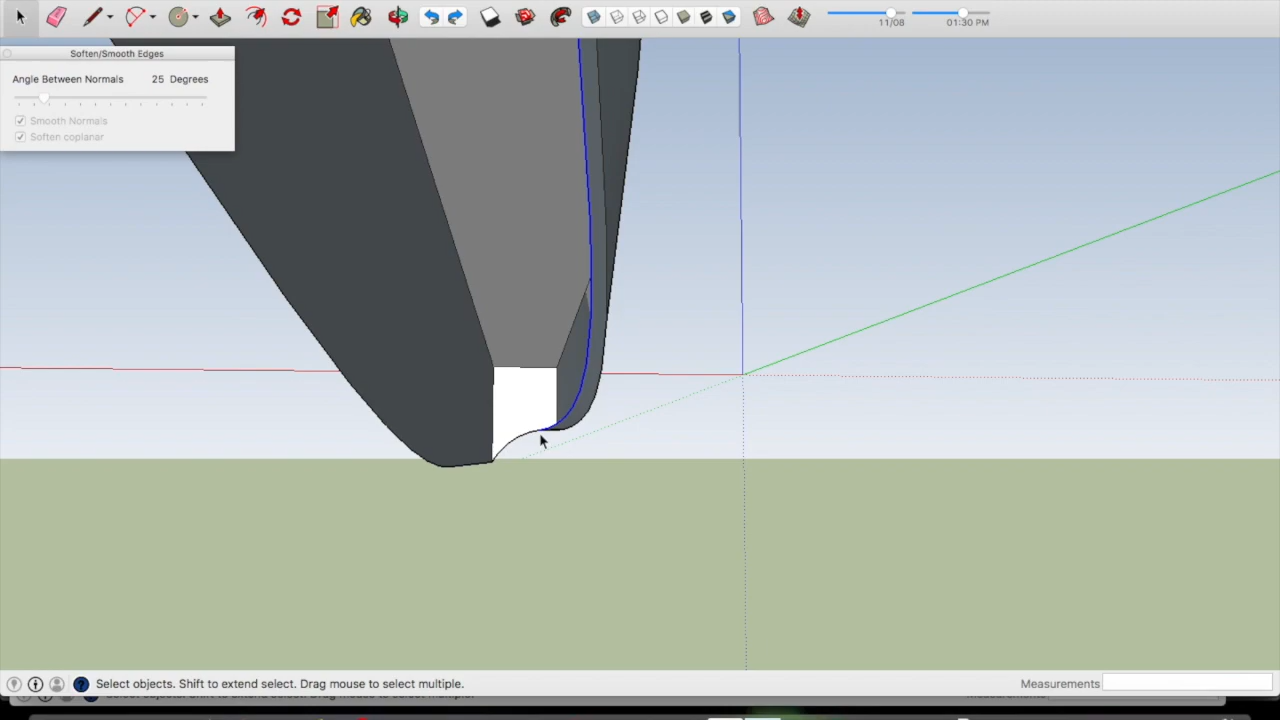 11/08
01:30 PM
Soften/Smooth Edges
Angle Between Normals 25 Degrees
Smooth Normals
Soften coplanar
Select objects. Shift to extend select. Drag mouse to select multiple.
Measurements